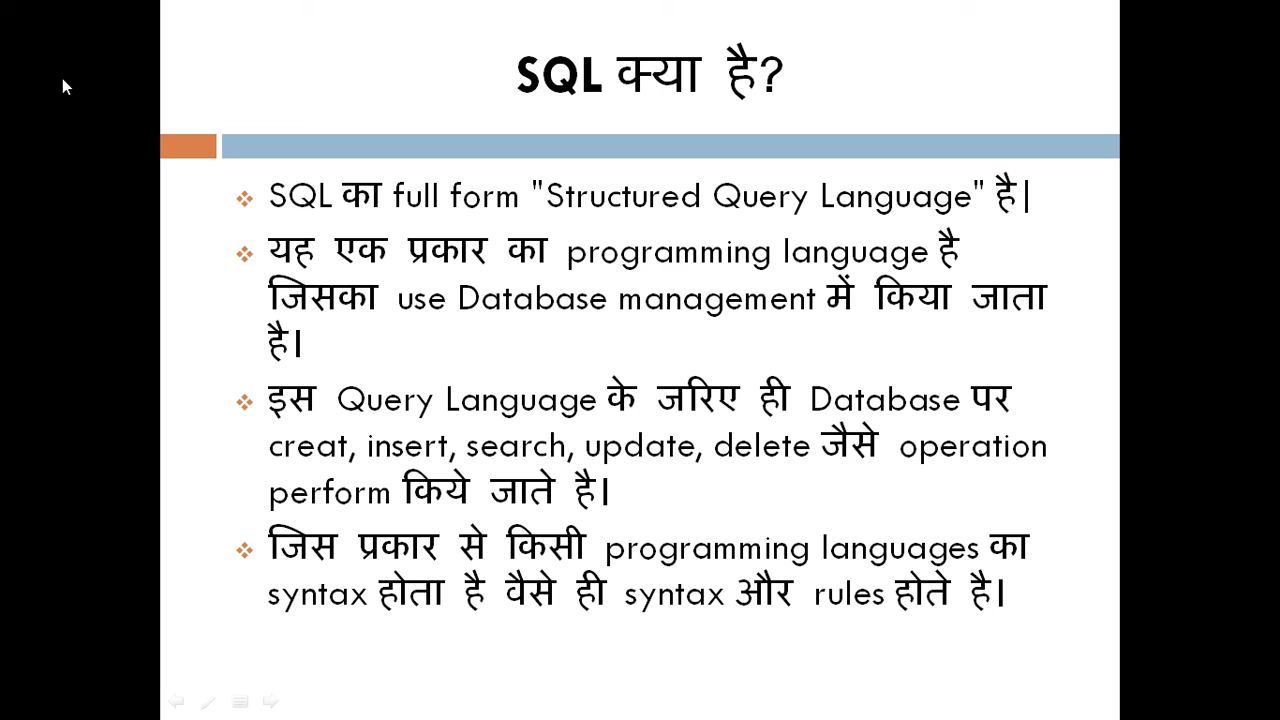 SQL क्या है?
SQL का full form "Structured Query Language" है|
यह एक प्रकार का programming language है
जिसका use Database management में किया जाता
है।
इस Query Language के जरिए ही Database पर
creat, insert, search, update, delete जैसे operation
perform किये जाते है।
जिस प्रकार से किसी programming languages का
syntax होता है वैसे ही syntax और rules होते है।